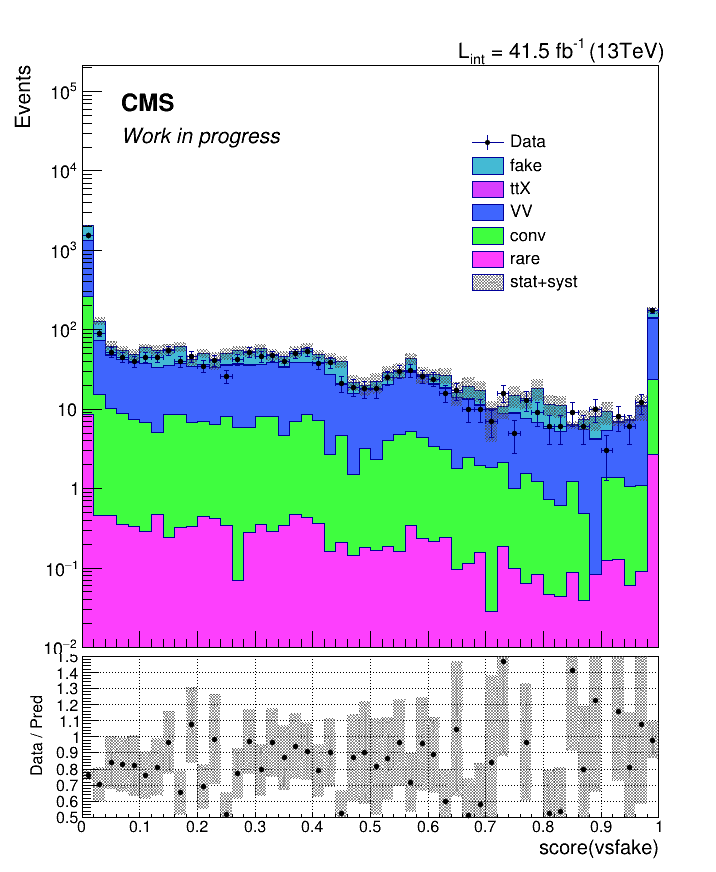 L_int = 41.5 fb^-1 (13TeV)
Events
CMS
Work in progress
Data
fake
ttX
VV
conv
rare
stat+syst
10^5
10^4
10^3
10^2
10
1
10^−1
10^−2
Data / Pred
1.5
1.4
1.3
1.2
1.1
1
0.9
0.8
0.7
0.6
0.5
0 0.1 0.2 0.3 0.4 0.5 0.6 0.7 0.8 0.9 1
score(vsfake)